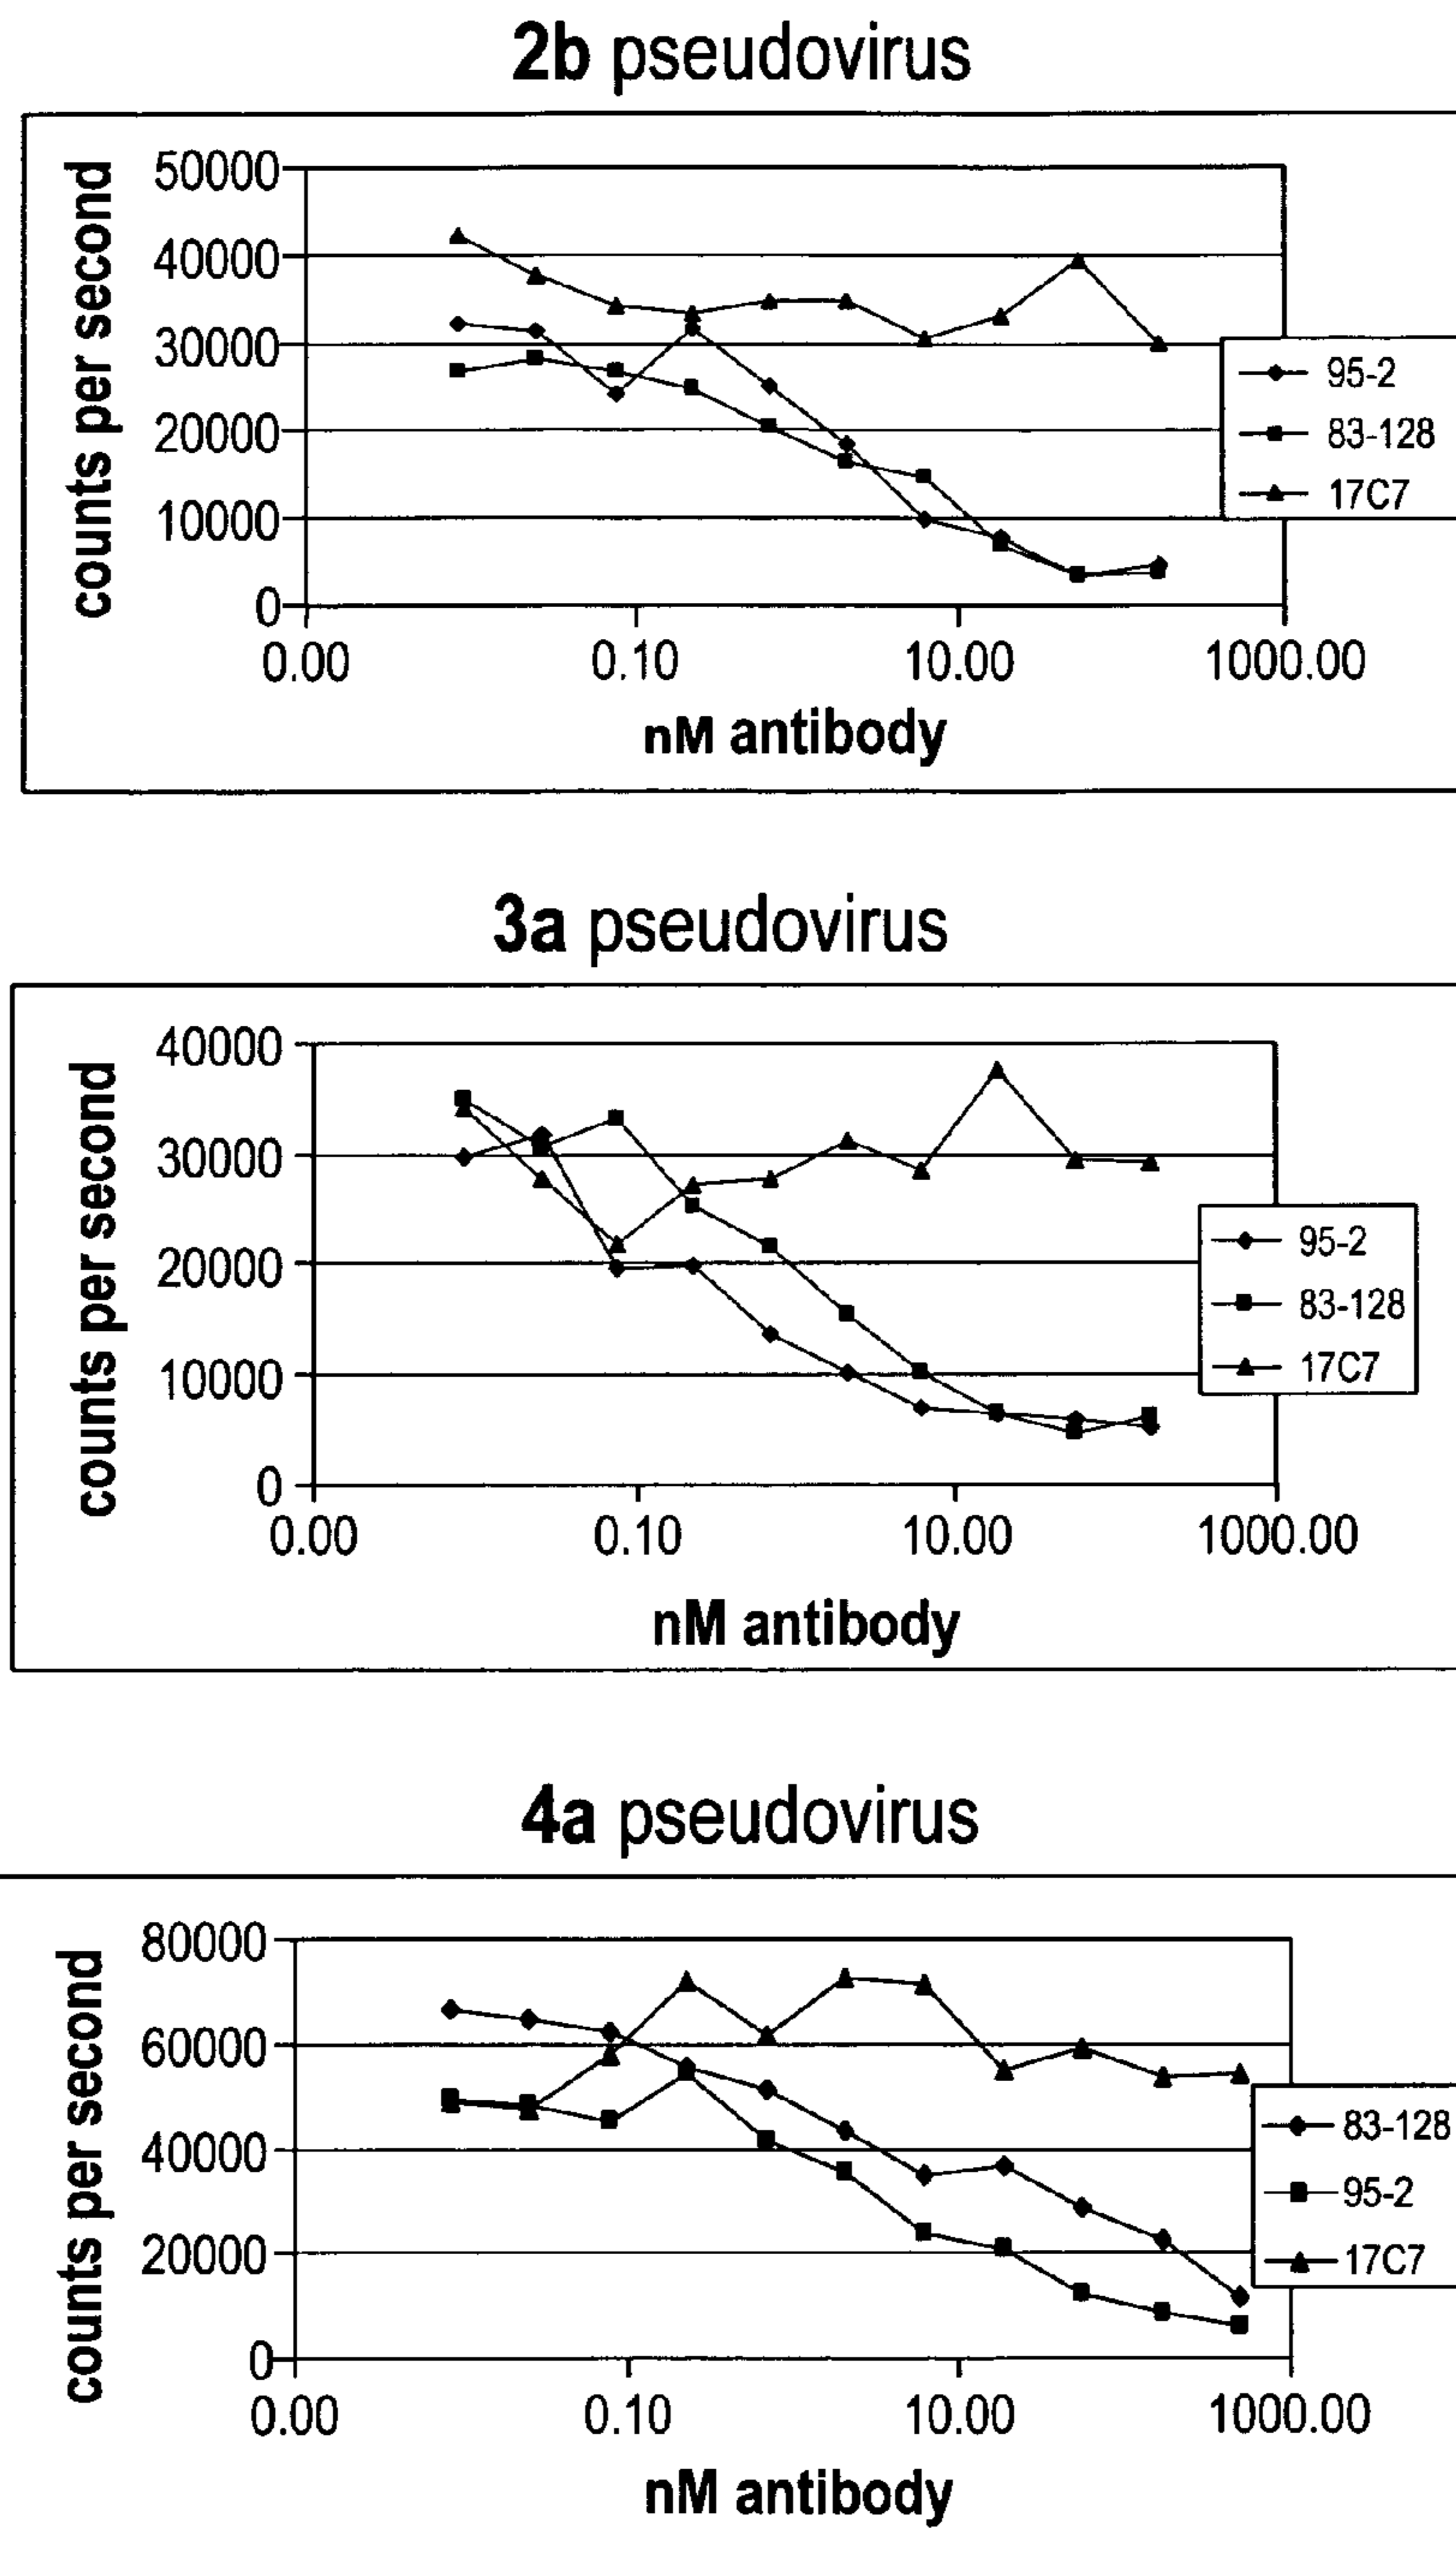 2b pseudovirus
counts per second
50000
40000
30000
20000
10000
0
0.00 0.10 10.00 1000.00
nM antibody
95-2
83-128
17C7
3a pseudovirus
counts per second
40000
30000
20000
10000
0
0.00 0.10 10.00 1000.00
nM antibody
95-2
83-128
17C7
4a pseudovirus
counts per second
80000
60000
40000
20000
0
0.00 0.10 10.00 1000.00
nM antibody
83-128
95-2
17C7